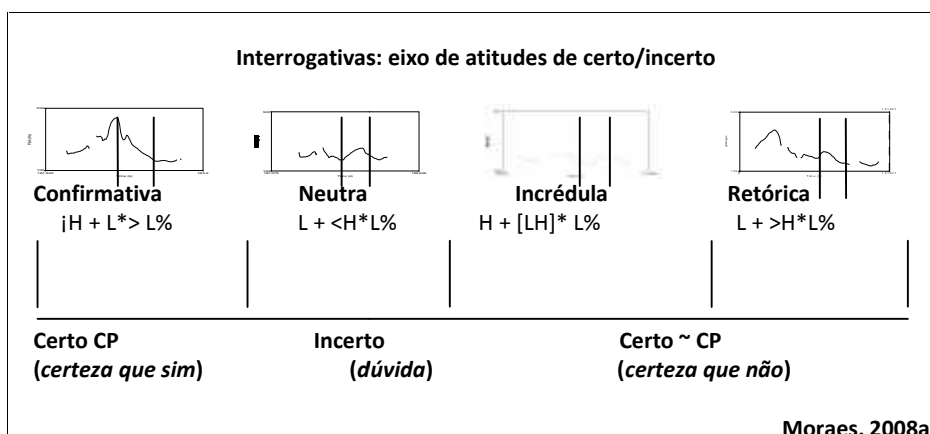 Interrogativas: eixo de atitudes de certo/incerto
Confirmativa Neutra Incrédula Retórica
¡H + L*> L% L + <H*L% H + [LH]* L% L + >H*L%
Certo CP Incerto Certo ~ CP
(certeza que sim) (dúvida) (certeza que não)
Moraes, 2008a